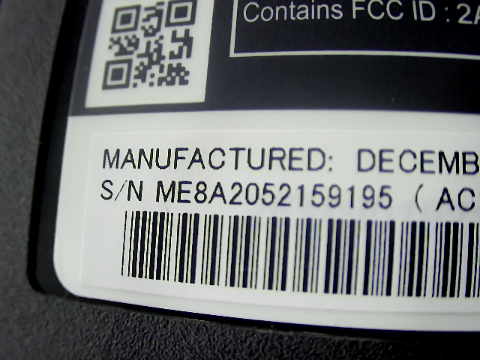 Contains FCC ID : 2A
MANUFACTURED: DECEMB
S/N ME8A2052159195 ( AC